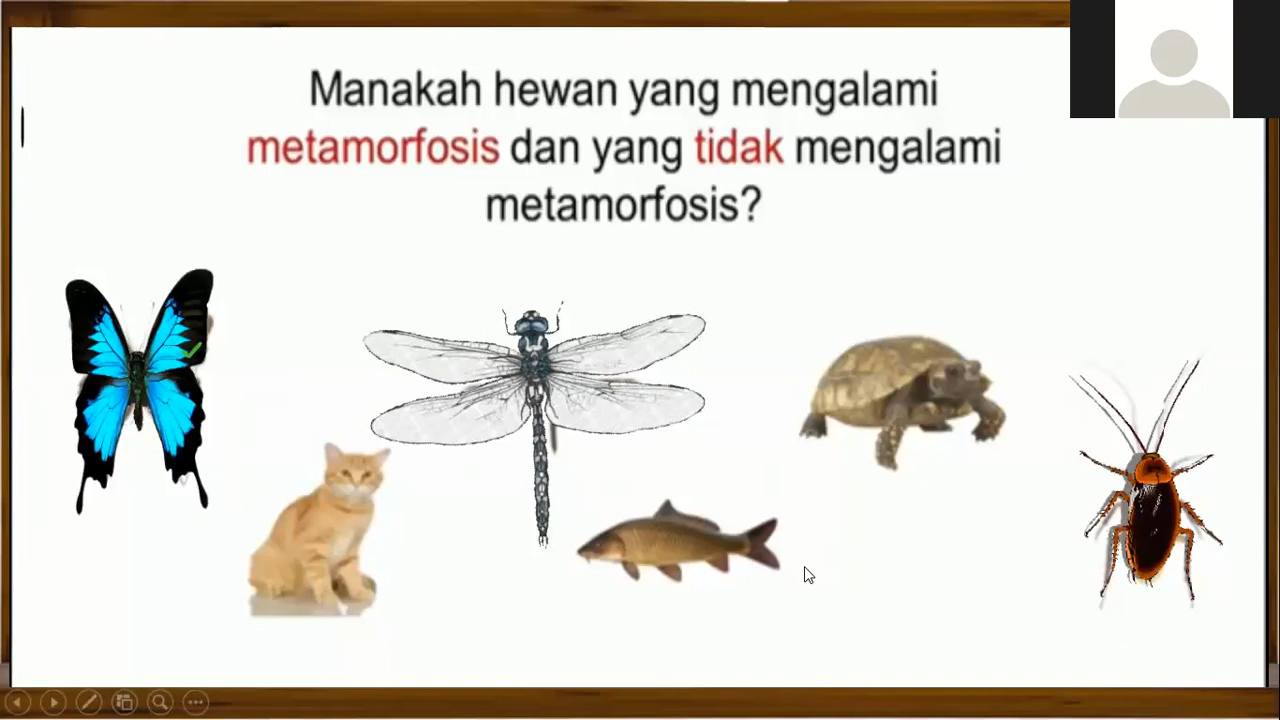 Manakah hewan yang mengalami
metamorfosis dan yang tidak mengalami
metamorfosis?